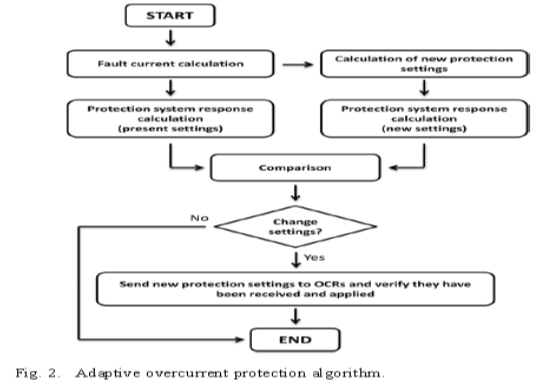 START
Fault current calculation
Calculation of new protection
settings
Protection system response
calculation
(present settings)
Protection system response
calculation
(new settings)
Comparison
Change
settings?
No
Yes
Send new protection settings to OCRs and verify they have
been received and applied
END
Fig. 2. Adaptive overcurrent protection algorithm.